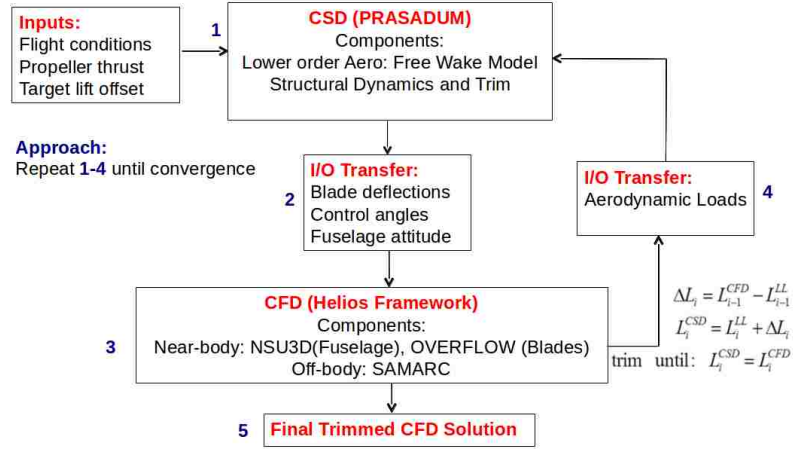 Inputs:
Flight conditions
Propeller thrust
Target lift offset
1
CSD (PRASADUM)
Components:
Lower order Aero: Free Wake Model
Structural Dynamics and Trim
Approach:
Repeat 1-4 until convergence
2
I/O Transfer:
Blade deflections
Control angles
Fuselage attitude
I/O Transfer:
Aerodynamic Loads
4
3
CFD (Helios Framework)
Components:
Near-body: NSU3D(Fuselage), OVERFLOW (Blades)
Off-body: SAMARC
ΔL_i = L_{i-1}^{CFD} − L_{i-1}^{LL}
L_i^{CSD} = L_i^{LL} + ΔL_i
trim until: L_i^{CSD} = L_i^{CFD}
5
Final Trimmed CFD Solution